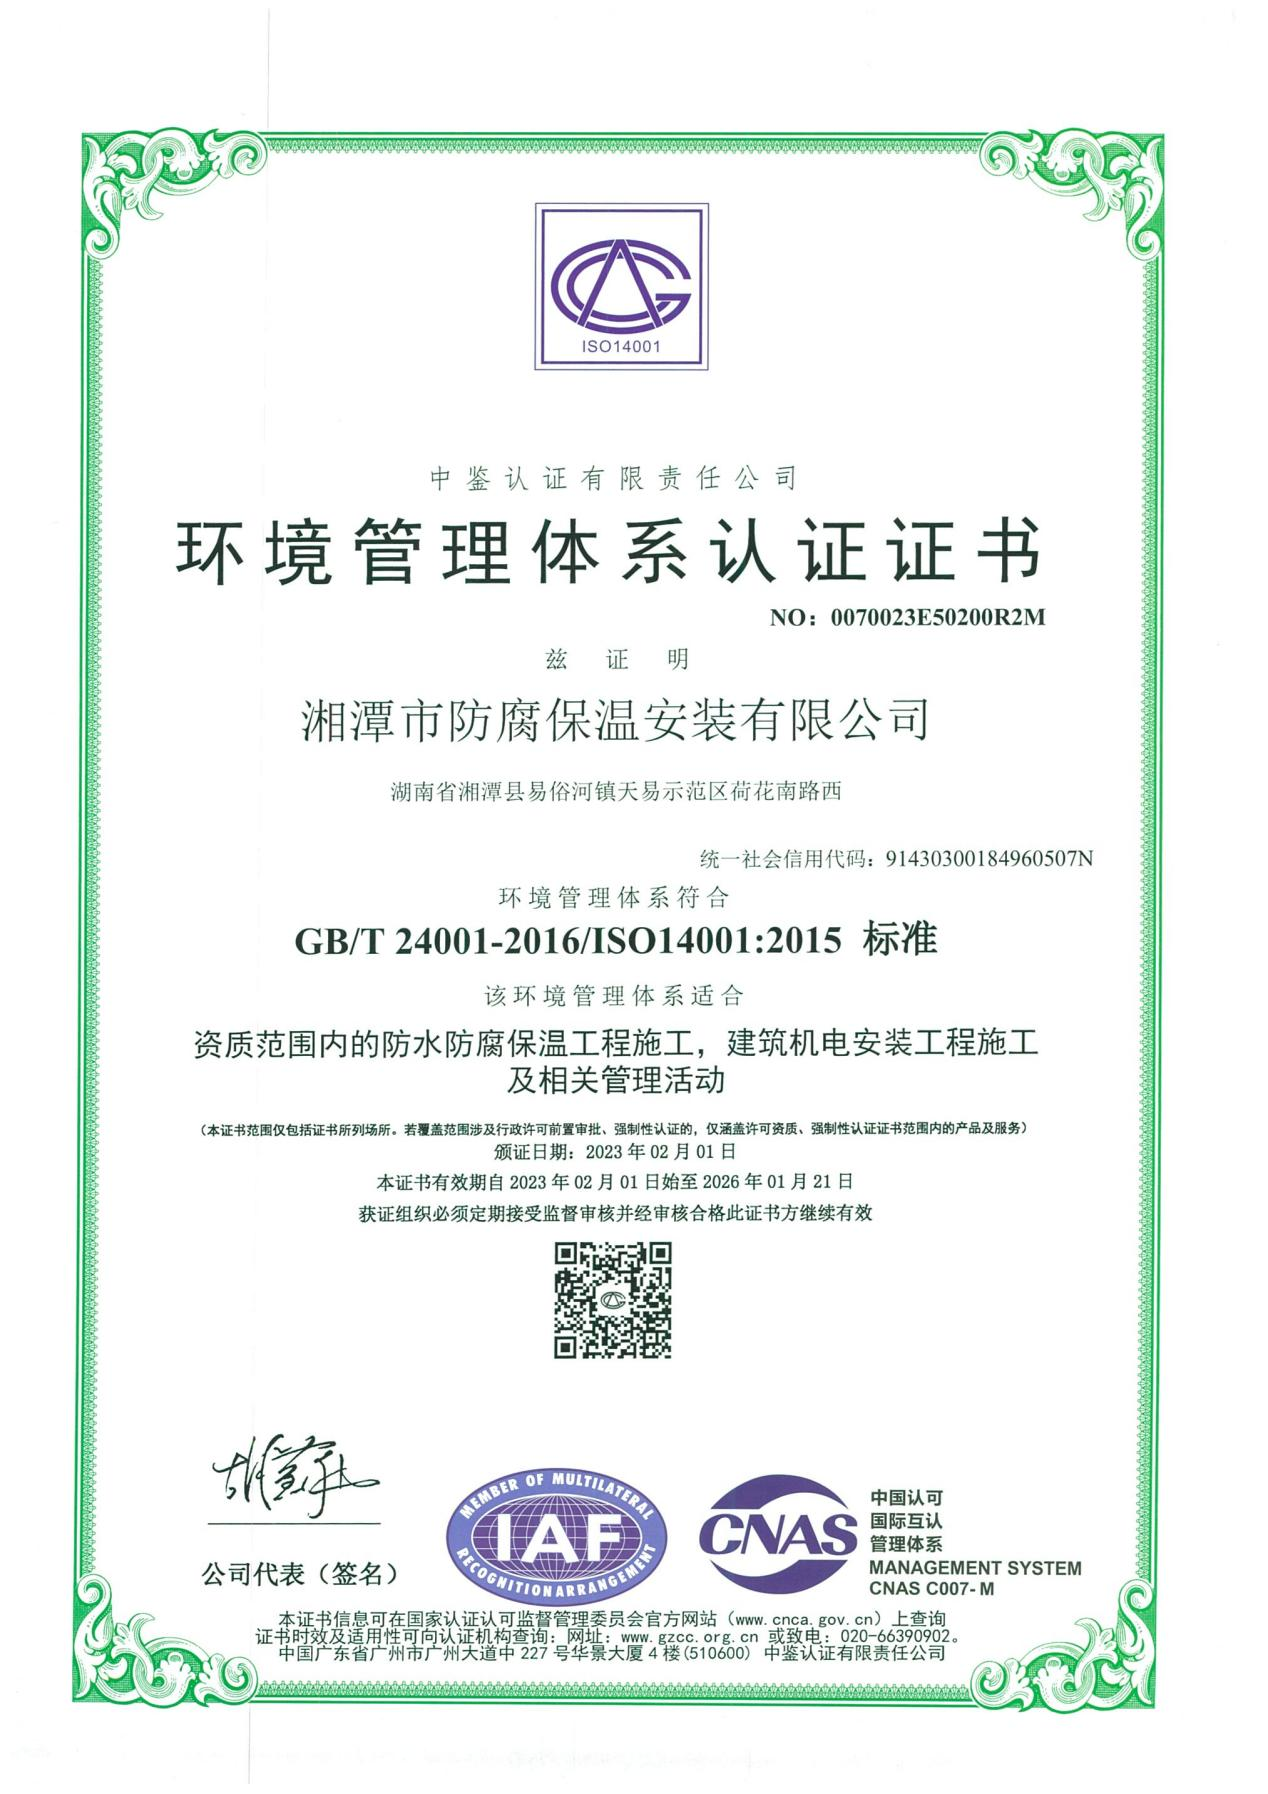 ISO14001
中鉴认证有限责任公司
环境管理体系认证证书
NO：0070023E50200R2M
兹 证 明
湘潭市防腐保温安装有限公司
湖南省湘潭县易俗河镇天易示范区荷花南路西
统一社会信用代码：91430300184960507N
环境管理体系符合
GB/T 24001-2016/ISO14001:2015 标准
该环境管理体系适合
资质范围内的防水防腐保温工程施工，建筑机电安装工程施工
及相关管理活动
（本证书范围仅包括证书所列场所。若覆盖范围涉及行政许可前置审批、强制性认证的，仅涵盖许可资质、强制性认证证书范围内的产品及服务）
颁证日期：2023 年 02 月 01 日
本证书有效期自 2023 年 02 月 01 日始至 2026 年 01 月 21 日
获证组织必须定期接受监督审核并经审核合格此证书方继续有效
公司代表（签名）
MEMBER OF MULTILATERAL
IAF
RECOGNITION ARRANGEMENT
CNAS
中国认可
国际互认
管理体系
MANAGEMENT SYSTEM
CNAS C007-M
本证书信息可在国家认证认可监督管理委员会官方网站（www.cnca.gov.cn）上查询
证书时效及适用性可向认证机构查询：网址：www.gzcc.org.cn 或致电：020-66390902。
中国广东省广州市广州大道中 227 号华景大厦 4 楼(510600) 中鉴认证有限责任公司